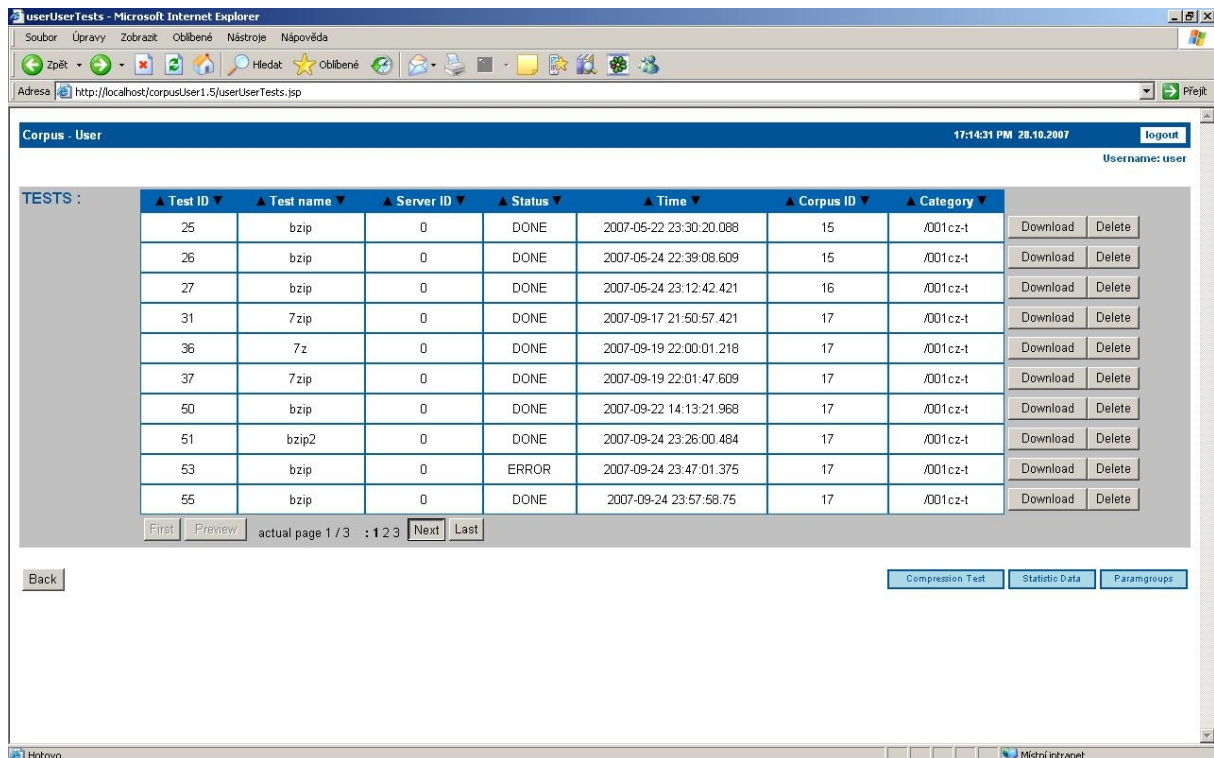 userUserTests - Microsoft Internet Explorer
Soubor Úpravy Zobrazit Oblíbené Nástroje Nápověda
Zpět Hledat Oblíbené
Adresa http://localhost/corpusUser1.5/userUserTests.jsp Přejít
Corpus - User 17:14:31 PM 28.10.2007 logout
Username: user
TESTS : ▲ Test ID ▼ ▲ Test name ▼ ▲ Server ID ▼ ▲ Status ▼ ▲ Time ▼ ▲ Corpus ID ▼ ▲ Category ▼
25 bzip 0 DONE 2007-05-22 23:30:20.088 15 /001cz-t Download Delete
26 bzip 0 DONE 2007-05-24 22:39:08.609 15 /001cz-t Download Delete
27 bzip 0 DONE 2007-05-24 23:12:42.421 16 /001cz-t Download Delete
31 7zip 0 DONE 2007-09-17 21:50:57.421 17 /001cz-t Download Delete
36 7z 0 DONE 2007-09-19 22:00:01.218 17 /001cz-t Download Delete
37 7zip 0 DONE 2007-09-19 22:01:47.609 17 /001cz-t Download Delete
50 bzip 0 DONE 2007-09-22 14:13:21.968 17 /001cz-t Download Delete
51 bzip2 0 DONE 2007-09-24 23:26:00.484 17 /001cz-t Download Delete
53 bzip 0 ERROR 2007-09-24 23:47:01.375 17 /001cz-t Download Delete
55 bzip 0 DONE 2007-09-24 23:57:58.75 17 /001cz-t Download Delete
First Preview actual page 1 / 3 : 1 2 3 Next Last
Back Compression Test Statistic Data Paramgroups
Hotovo Místní intranet